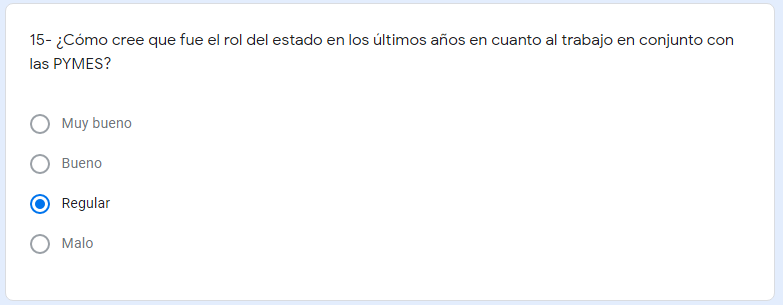 15- ¿Cómo cree que fue el rol del estado en los últimos años en cuanto al trabajo en conjunto con
las PYMES?
Muy bueno
Bueno
Regular
Malo